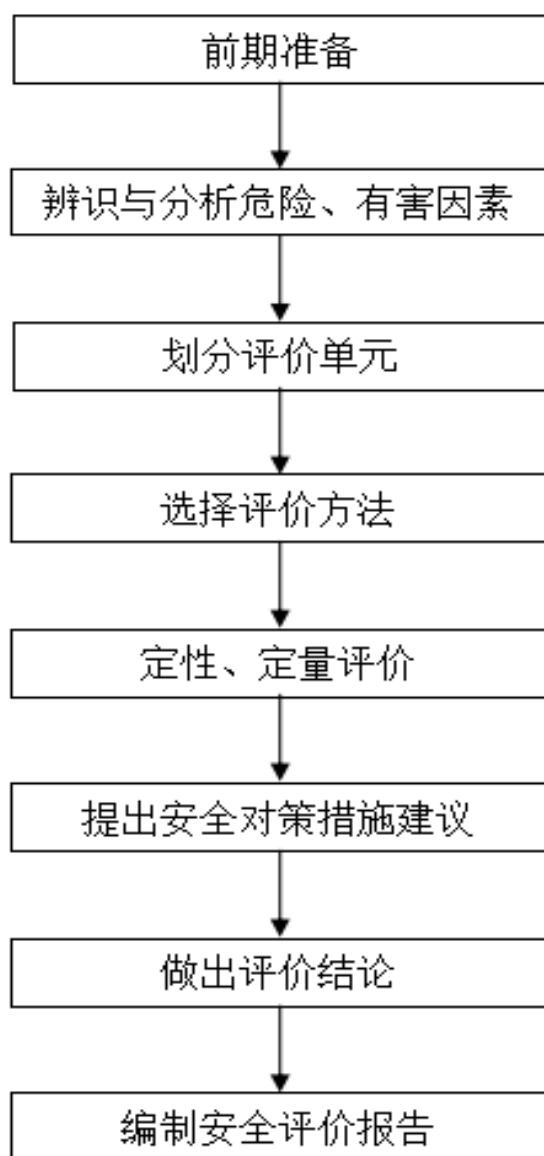 前期准备
辨识与分析危险、有害因素
划分评价单元
选择评价方法
定性、定量评价
提出安全对策措施建议
做出评价结论
编制安全评价报告